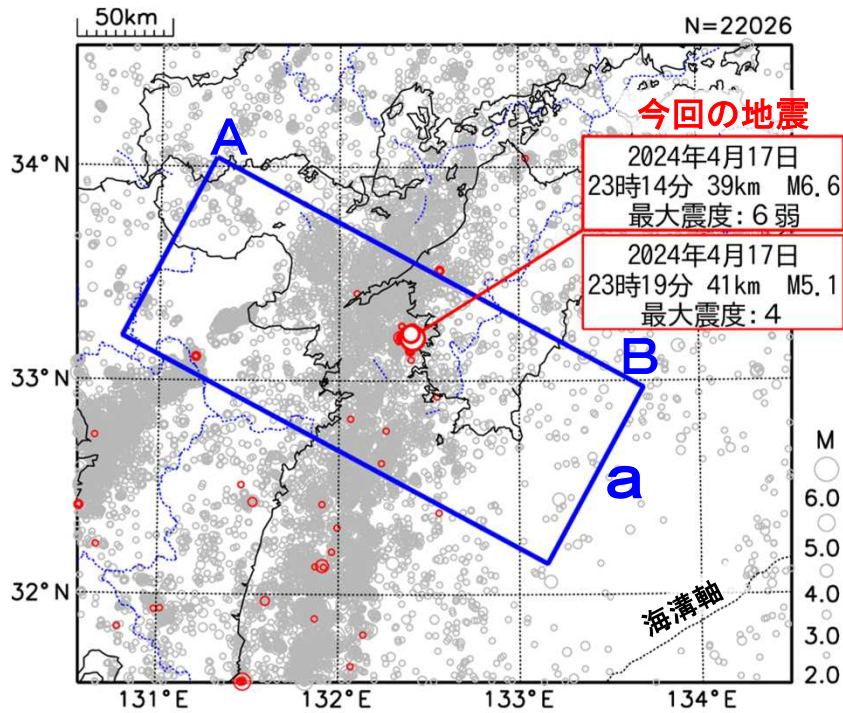 50km
N=22026
今回の地震
2024年4月17日
23時14分 39km M6.6
最大震度:6弱
2024年4月17日
23時19分 41km M5.1
最大震度:4
A
B
a
34°N
33°N
32°N
131°E
132°E
133°E
134°E
海溝軸
M
6.0
5.0
4.0
3.0
2.0